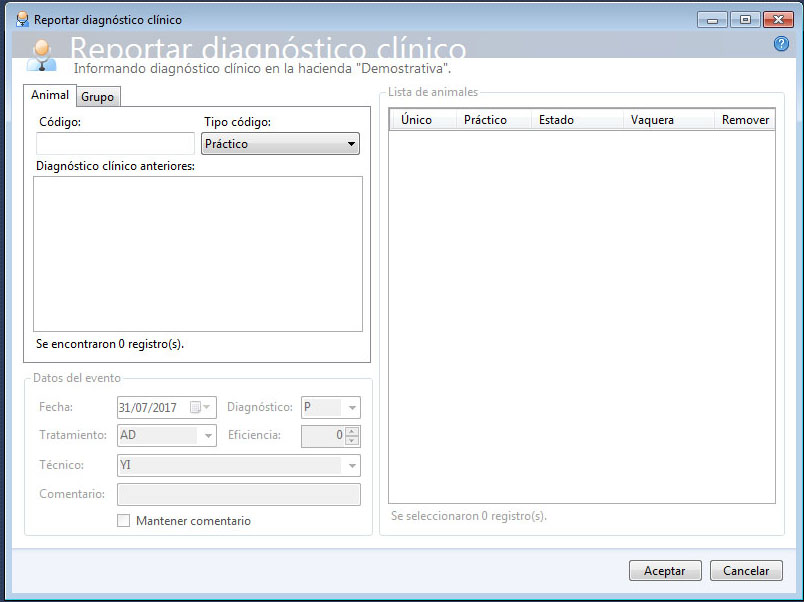 Reportar diagnóstico clínico
Reportar diagnóstico clínico
Informando diagnóstico clínico en la hacienda "Demostrativa".
Animal Grupo
Código: Tipo código:
Práctico
Diagnóstico clínico anteriores:
Se encontraron 0 registro(s).
Datos del evento
Fecha: 31/07/2017 Diagnóstico: P
Tratamiento: AD Eficiencia: 0
Técnico: YI
Comentario:
Mantener comentario
Lista de animales
Único Práctico Estado Vaquera Remover
Se seleccionaron 0 registro(s).
Aceptar Cancelar